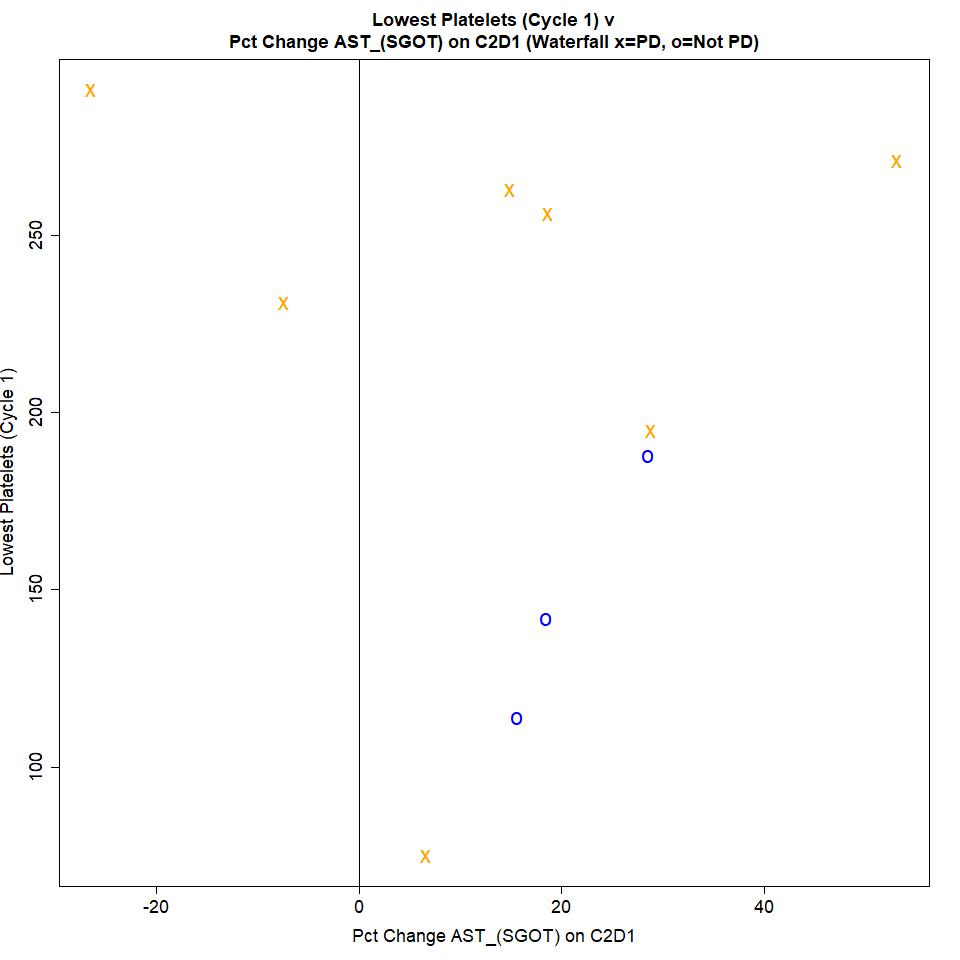 Lowest Platelets (Cycle 1) v
Pct Change AST_(SGOT) on C2D1 (Waterfall x=PD, o=Not PD)
Lowest Platelets (Cycle 1)
250
200
150
100
X
X
X
X
X
X
O
O
O
X
-20
0
20
40
Pct Change AST_(SGOT) on C2D1